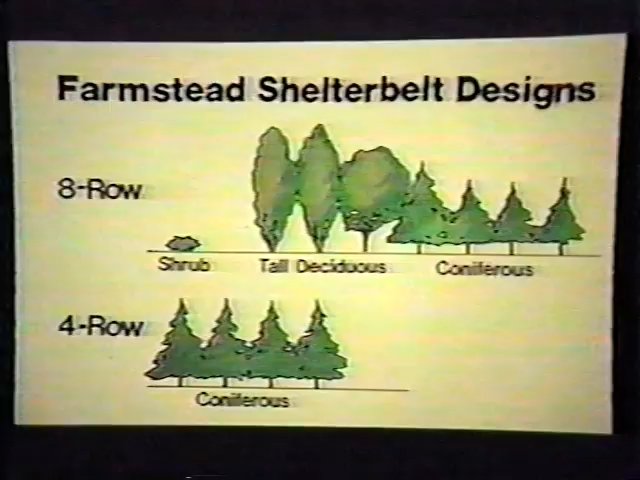 Farmstead Shelterbelt Designs
8-Row
Shrub Tall Deciduous Coniferous
4-Row
Coniferous